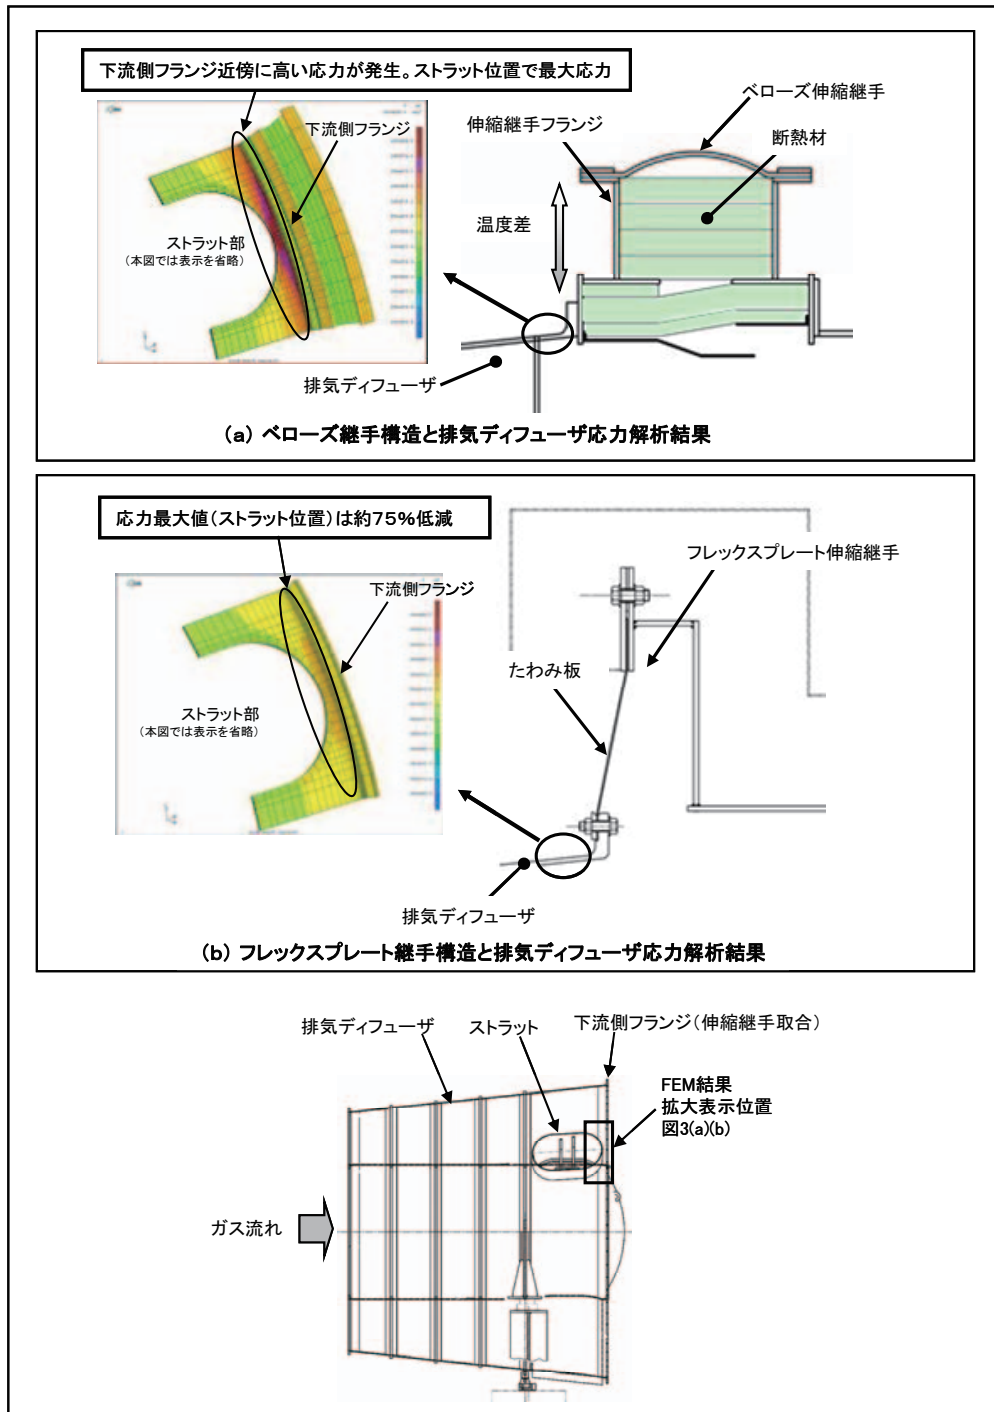 下流側フランジ近傍に高い応力が発生。ストラット位置で最大応力
下流側フランジ
ストラット部
(本図では表示を省略)
ベローズ伸縮継手
伸縮継手フランジ
断熱材
温度差
排気ディフューザ
(a) ベローズ継手構造と排気ディフューザ応力解析結果
応力最大値(ストラット位置)は約75%低減
下流側フランジ
ストラット部
(本図では表示を省略)
フレックスプレート伸縮継手
たわみ板
排気ディフューザ
(b) フレックスプレート継手構造と排気ディフューザ応力解析結果
排気ディフューザ
ストラット
下流側フランジ(伸縮継手取合)
FEM結果
拡大表示位置
図3(a)(b)
ガス流れ